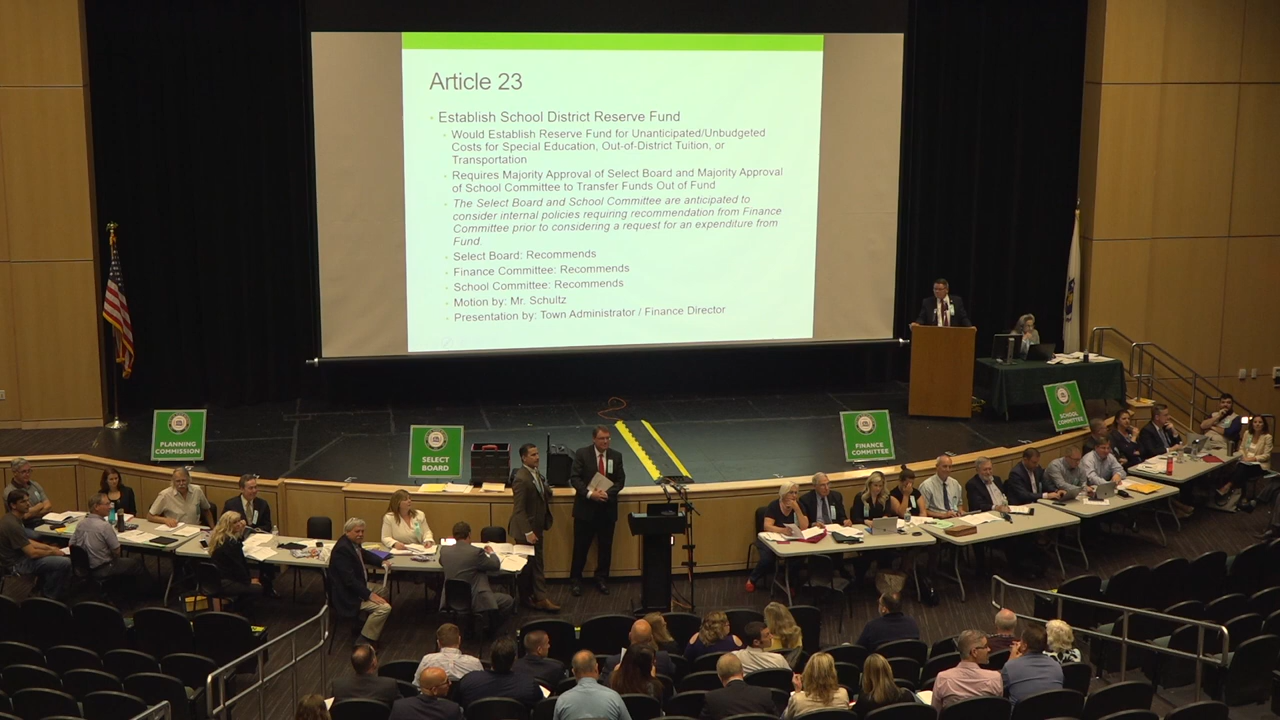 Article 23
Establish School District Reserve Fund
Would Establish Reserve Fund for Unanticipated/Unbudgeted
Costs for Special Education, Out-of-District Tuition, or
Transportation
Requires Majority Approval of Select Board and Majority Approval
of School Committee to Transfer Funds Out of Fund
The Select Board and School Committee are anticipated to
consider internal policies requiring recommendation from Finance
Committee prior to considering a request for an expenditure from
Fund.
Select Board: Recommends
Finance Committee: Recommends
School Committee: Recommends
Motion by: Mr. Schultz
Presentation by: Town Administrator / Finance Director
PLANNING
COMMISSION
SELECT
BOARD
FINANCE
COMMITTEE
SCHOOL
COMMITTEE